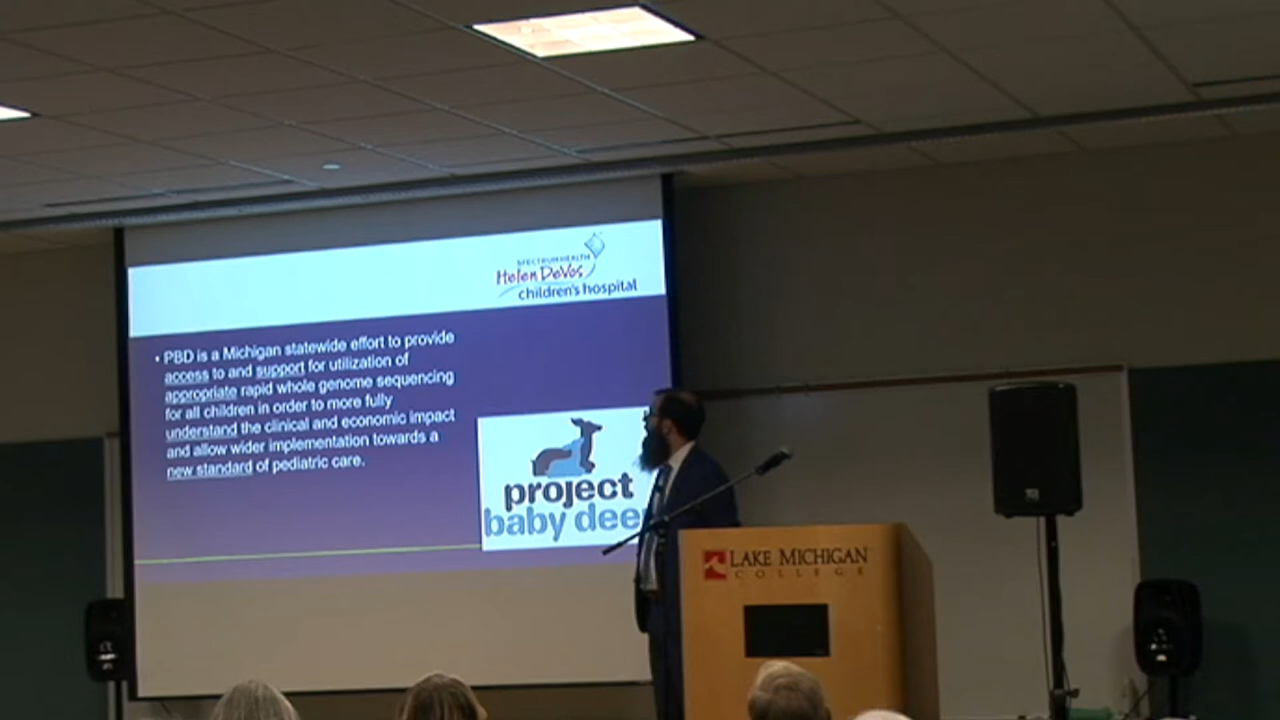 SPECTRUM HEALTH
Helen DeVos
children's hospital
• PBD is a Michigan statewide effort to provide
access to and support for utilization of
appropriate rapid whole genome sequencing
for all children in order to more fully
understand the clinical and economic impact
and allow wider implementation towards a
new standard of pediatric care.
project
baby deer
LAKE MICHIGAN
COLLEGE